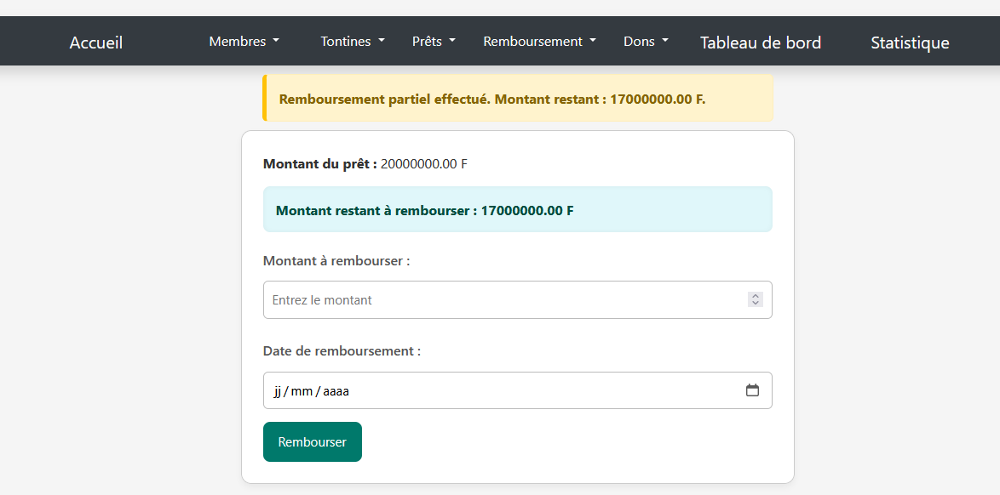 Accueil Membres Tontines Prêts Remboursement Dons Tableau de bord Statistique
Remboursement partiel effectué. Montant restant : 17000000.00 F.
Montant du prêt : 20000000.00 F
Montant restant à rembourser : 17000000.00 F
Montant à rembourser :
Entrez le montant
Date de remboursement :
jj / mm / aaaa
Rembourser